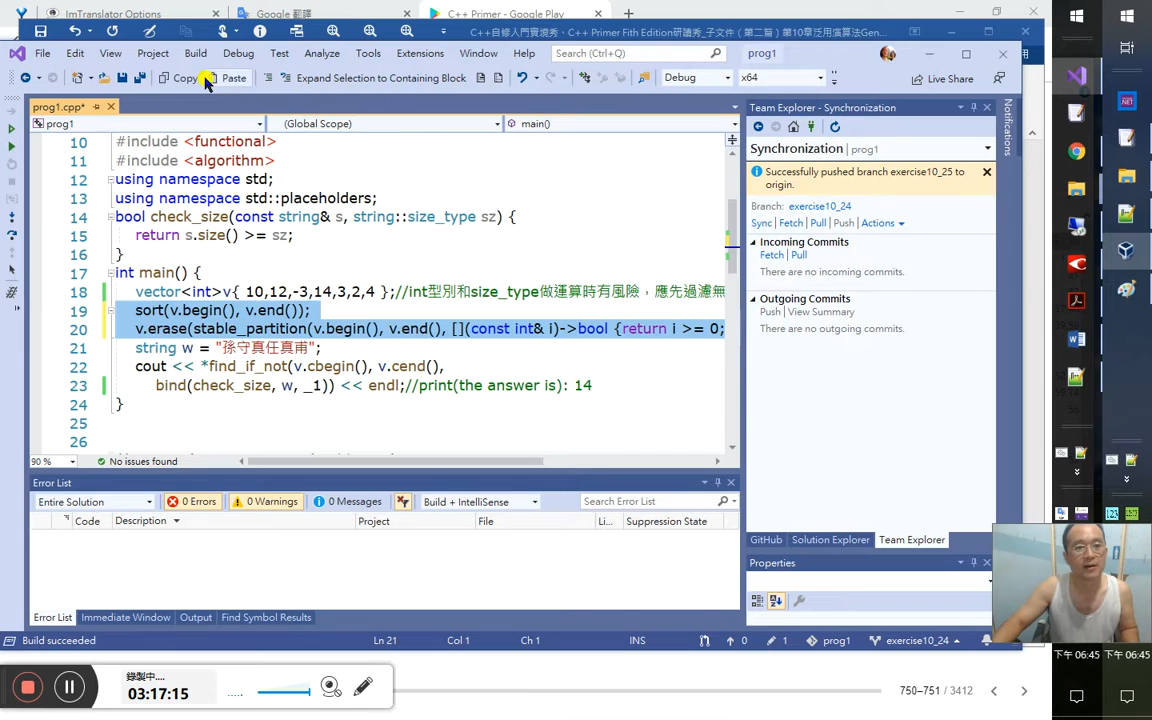 ImTranslator ×
Google 翻譯 ×
C++ Primer - Google Play ×
C++自修入門實境秀、C++ Primer Fifth Edition研讀秀_子文件（第二篇）第10章泛用算法Gen...
File Edit View Project Build Debug Test Analyze Tools Extensions Window Help Search (Ctrl+Q) prog1
Copy Paste Expand Selection to Containing Block Debug x64 Live Share
prog1.cpp*
prog1 (Global Scope) main()
10 #include <functional>
11 #include <algorithm>
12 using namespace std;
13 using namespace std::placeholders;
14 bool check_size(const string& s, string::size_type sz) {
15 return s.size() >= sz;
16 }
17 int main() {
18 vector<int>v{ 10,12,-3,14,3,2,4 };//int型別和size_type做運算時有風險，應先過濾無
19 sort(v.begin(), v.end());
20 v.erase(stable_partition(v.begin(), v.end(), [](const int& i)->bool {return i >= 0;
21 string w = "孫守真任真甫";
22 cout << *find_if_not(v.cbegin(), v.cend(),
23 bind(check_size, w, _1)) << endl;//print(the answer is): 14
24 }
25
26
90 % No issues found
Team Explorer - Synchronization
Synchronization | prog1
Successfully pushed branch exercise10_25 to
origin.
Branch: exercise10_24
Sync | Fetch | Pull | Push | Actions
Incoming Commits
Fetch | Pull
There are no incoming commits.
Outgoing Commits
Push | View Summary
There are no outgoing commits.
Notifications
Error List
Entire Solution 0 Errors 0 Warnings 0 Messages Build + IntelliSense Search Error List
Code Description Project File Li... Suppression State
GitHub Solution Explorer Team Explorer
Properties
Error List Immediate Window Output Find Symbol Results
Build succeeded Ln 21 Col 1 Ch 1 INS 0 1 prog1 exercise10_24
下午 06:45 下午 06:45
錄製中...
03:17:15
750–751 / 3412